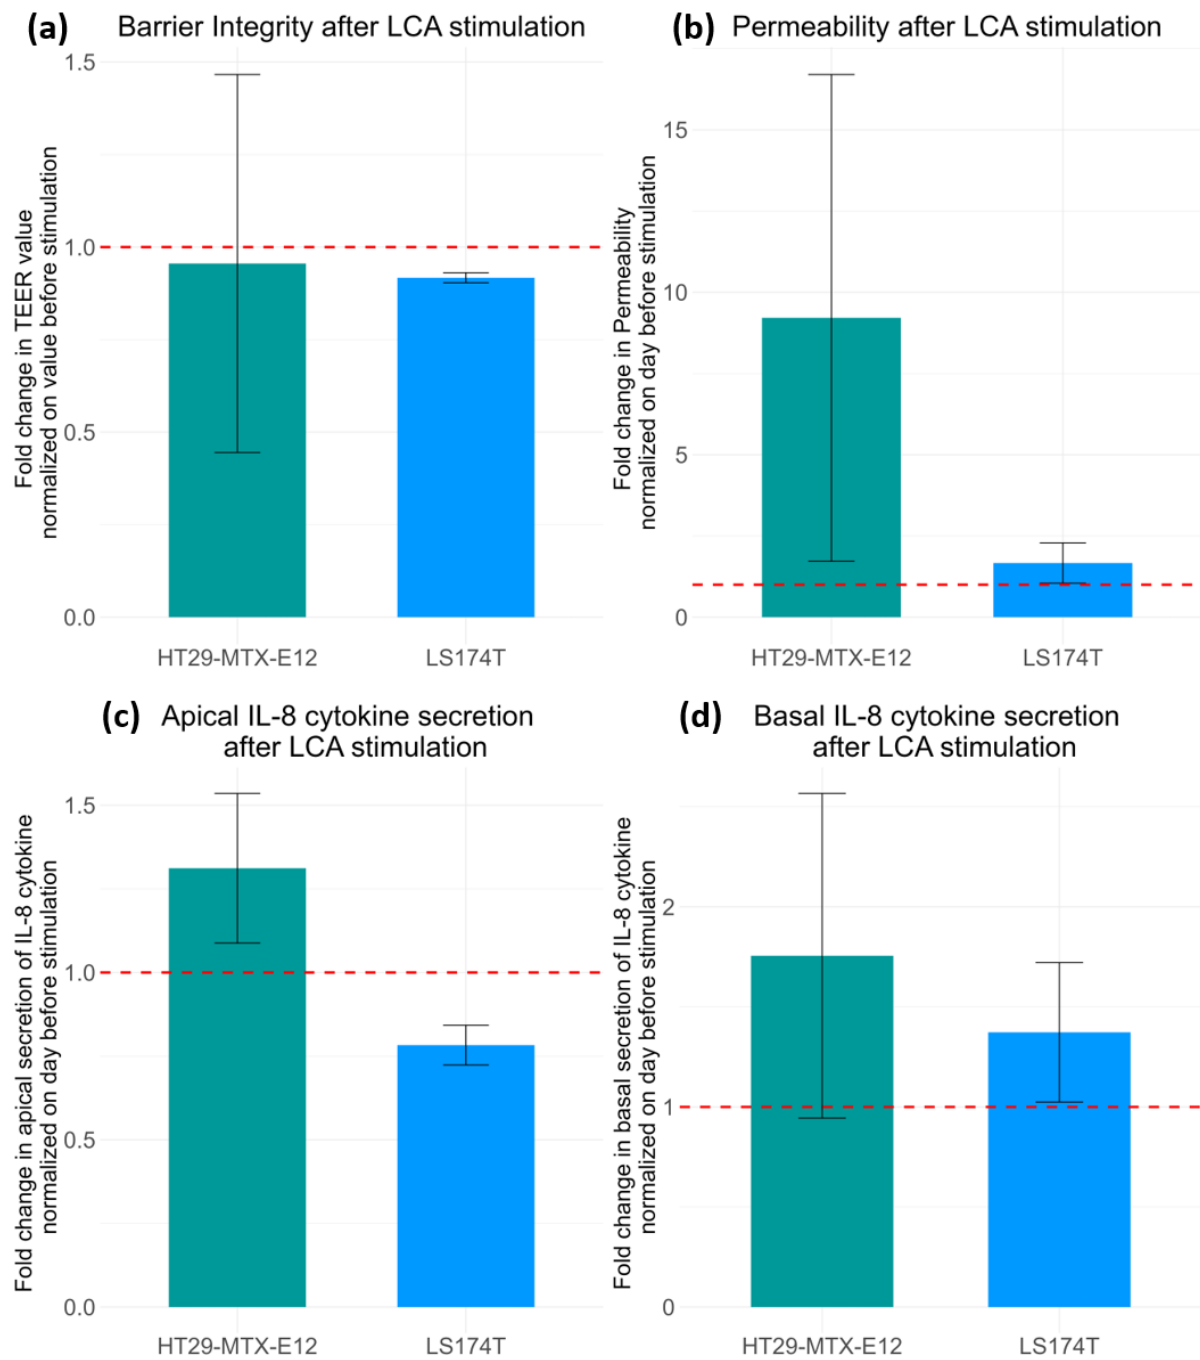 (a) Barrier Integrity after LCA stimulation
Fold change in TEER value
normalized on value before stimulation
1.5
1.0
0.5
0.0
HT29-MTX-E12 LS174T
(b) Permeability after LCA stimulation
Fold change in Permeability
normalized on day before stimulation
15
10
5
0
HT29-MTX-E12 LS174T
(c) Apical IL-8 cytokine secretion
after LCA stimulation
Fold change in apical secretion of IL-8 cytokine
normalized on day before stimulation
1.5
1.0
0.5
0.0
HT29-MTX-E12 LS174T
(d) Basal IL-8 cytokine secretion
after LCA stimulation
Fold change in basal secretion of IL-8 cytokine
normalized on day before stimulation
2
1
0
HT29-MTX-E12 LS174T